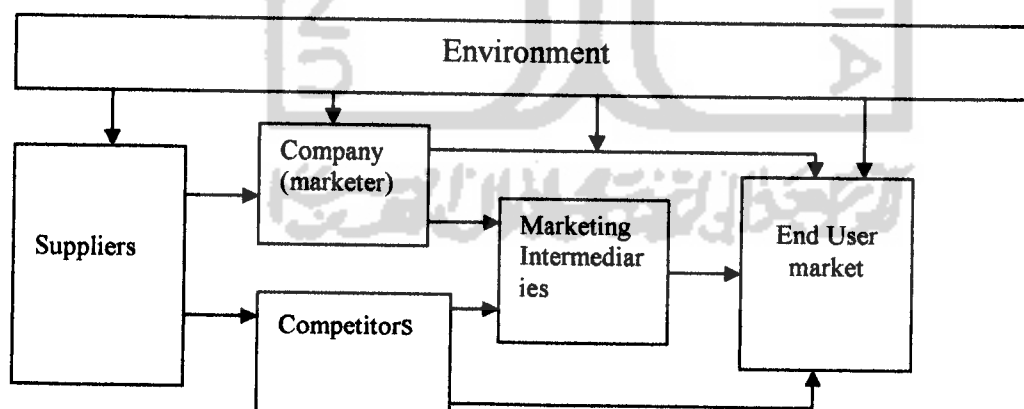 Environment
Company
(marketer)
Suppliers
Marketing
Intermediar
ies
End User
market
Competitors